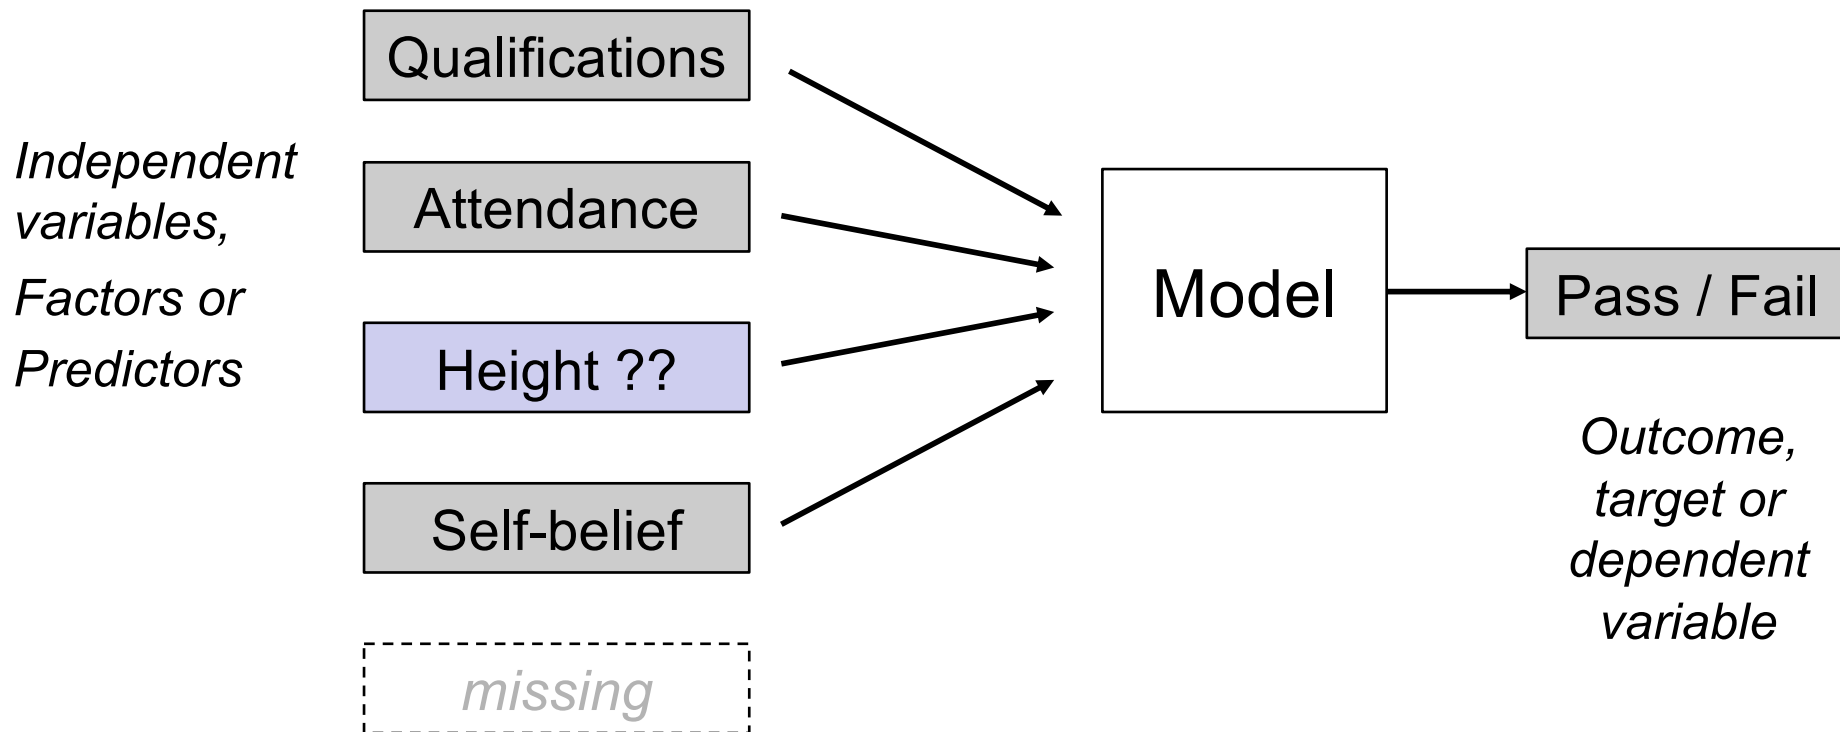 Independent
variables,
Factors or
Predictors
Qualifications
Attendance
Height ??
Self-belief
missing
Model
Pass / Fail
Outcome,
target or
dependent
variable